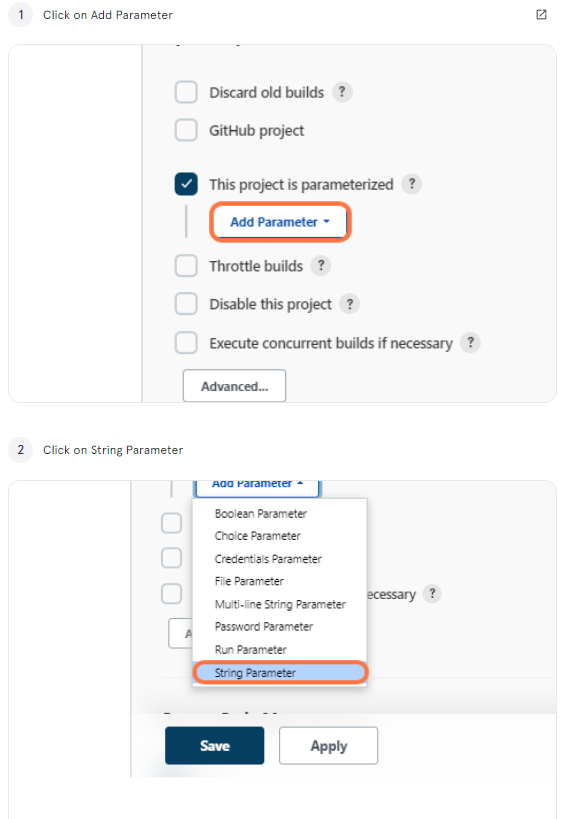 1 Click on Add Parameter
Discard old builds ?
GitHub project
This project is parameterized ?
Add Parameter
Throttle builds ?
Disable this project ?
Execute concurrent builds if necessary ?
Advanced...
2 Click on String Parameter
Add Parameter
Boolean Parameter
Choice Parameter
Credentials Parameter
File Parameter
ecessary ?
Multi-line String Parameter
Password Parameter
A
Run Parameter
String Parameter
Save Apply